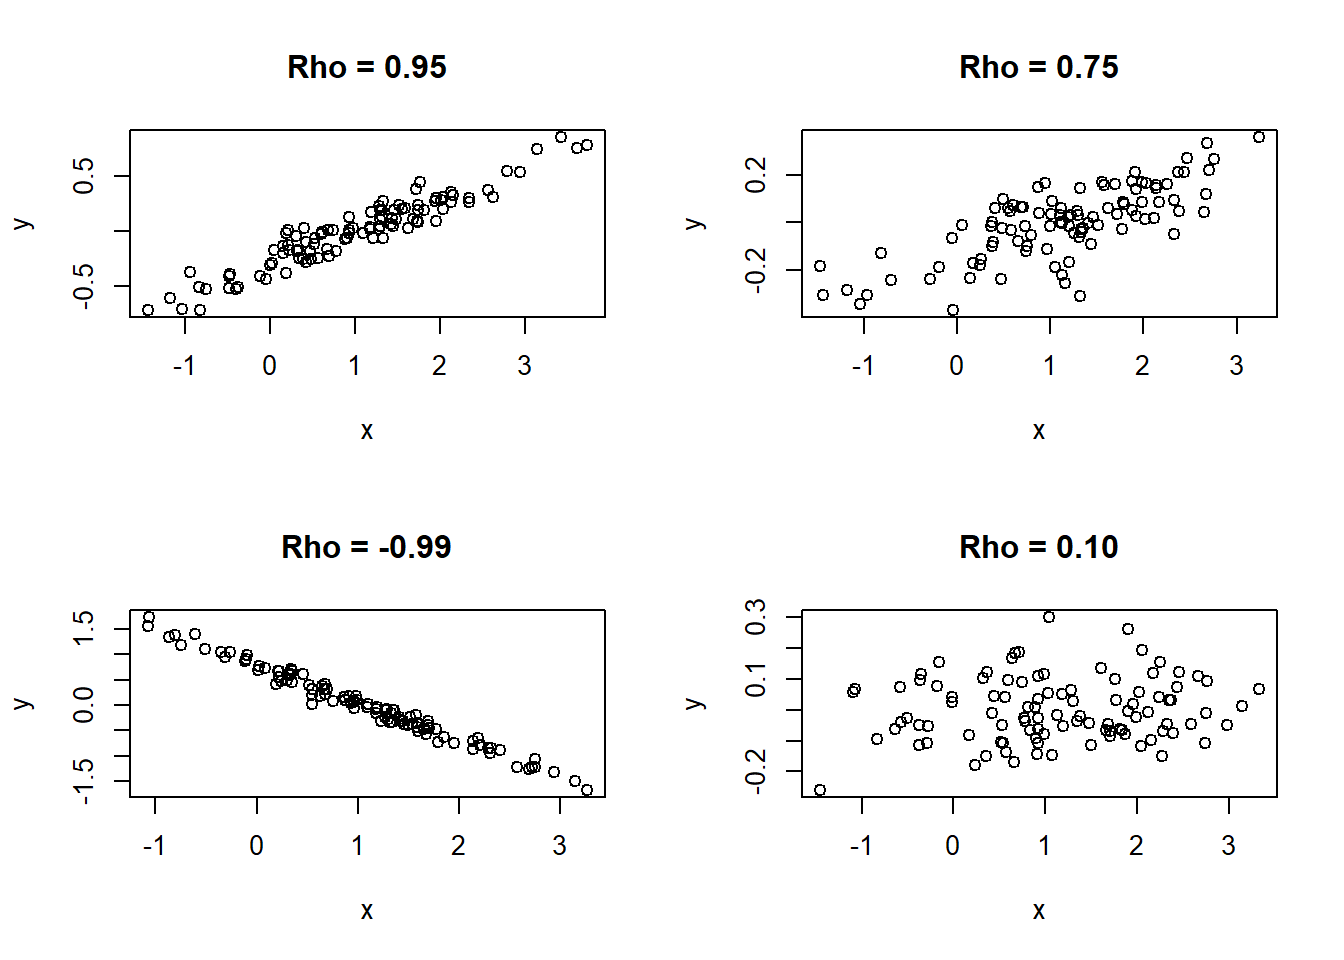 Rho = 0.95
0.5
-0.5
y
-1 0 1 2 3
x
Rho = 0.75
0.2
-0.2
y
-1 0 1 2 3
x
Rho = -0.99
1.5
0.0
-1.5
y
-1 0 1 2 3
x
Rho = 0.10
0.3
0.1
-0.2
y
-1 0 1 2 3
x